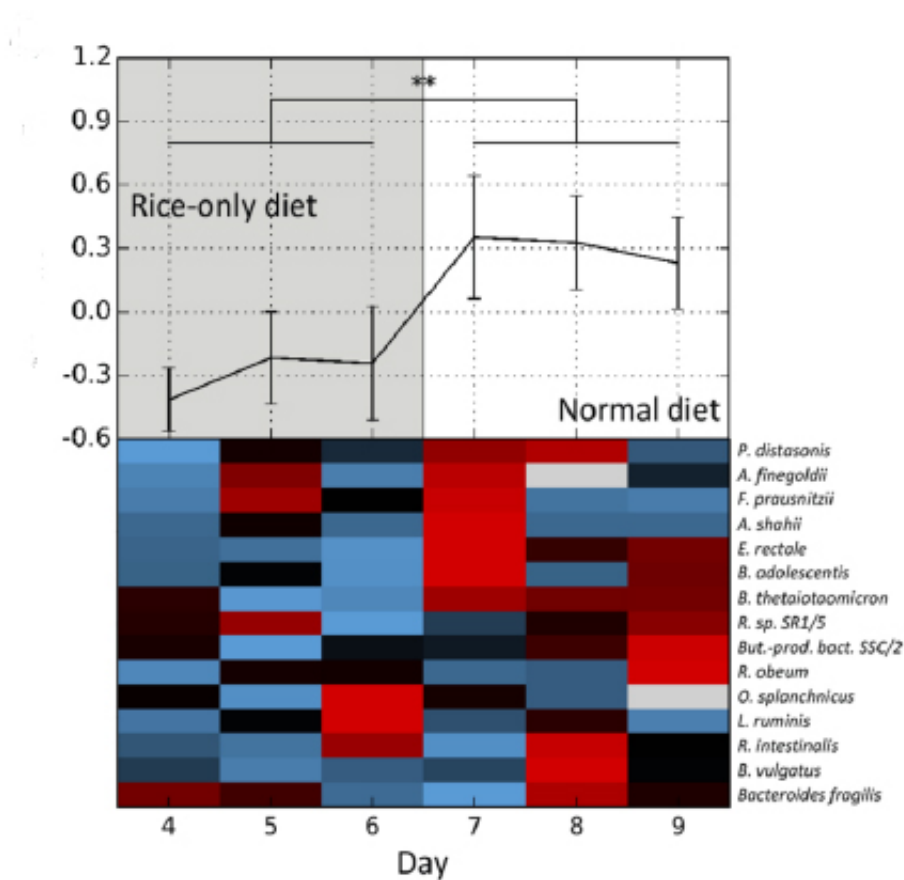 1.2
**
0.9
0.6
Rice-only diet
0.3
0.0
-0.3
Normal diet
-0.6
P. distasonis
A. finegoldii
F. prausnitzii
A. shahii
E. rectale
B. adolescentis
B. thetaiotaomicron
R. sp. SR1/5
But.-prod. bact. SSC/2
R. obeum
O. splanchnicus
L. ruminis
R. intestinalis
B. vulgatus
Bacteroides fragilis
4 5 6 7 8 9
Day